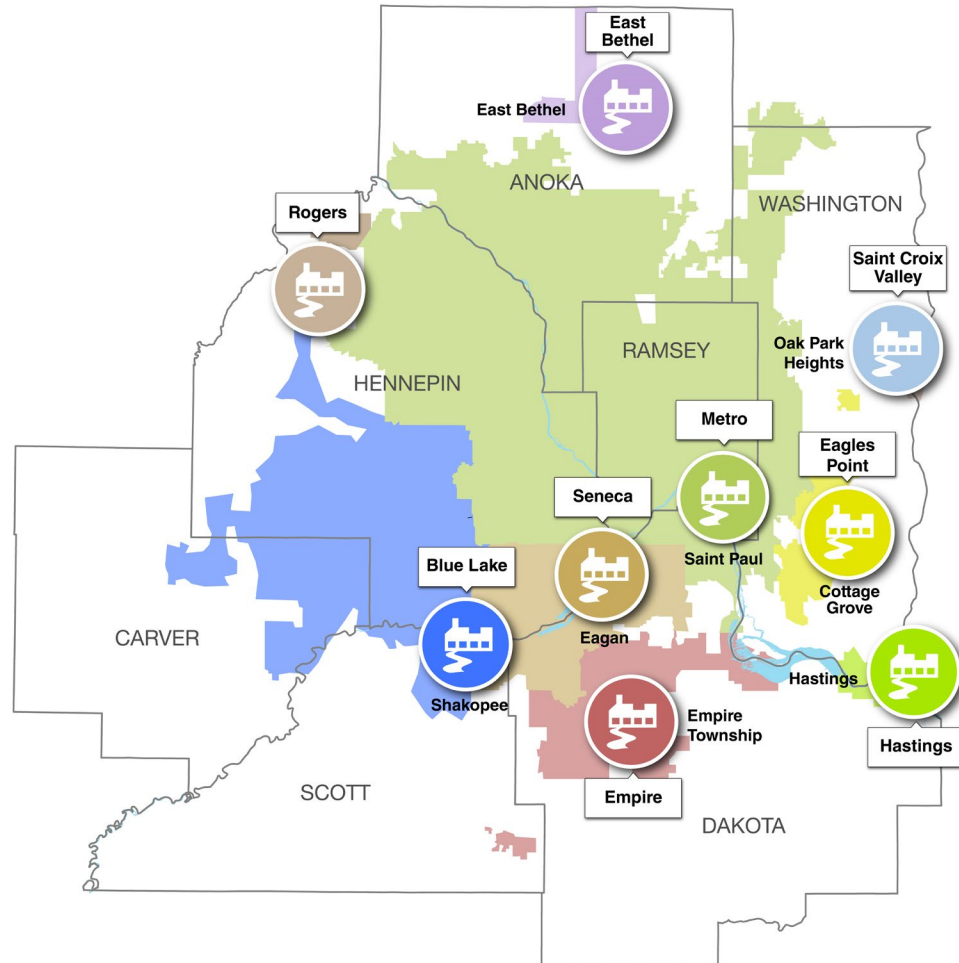 East
Bethel
East Bethel
ANOKA
WASHINGTON
Rogers
Saint Croix
Valley
Oak Park
Heights
RAMSEY
HENNEPIN
Metro
Eagles
Point
Seneca
Saint Paul
Blue Lake
Cottage
Grove
CARVER
Eagan
Hastings
Shakopee
Empire
Township
Hastings
SCOTT
Empire
DAKOTA